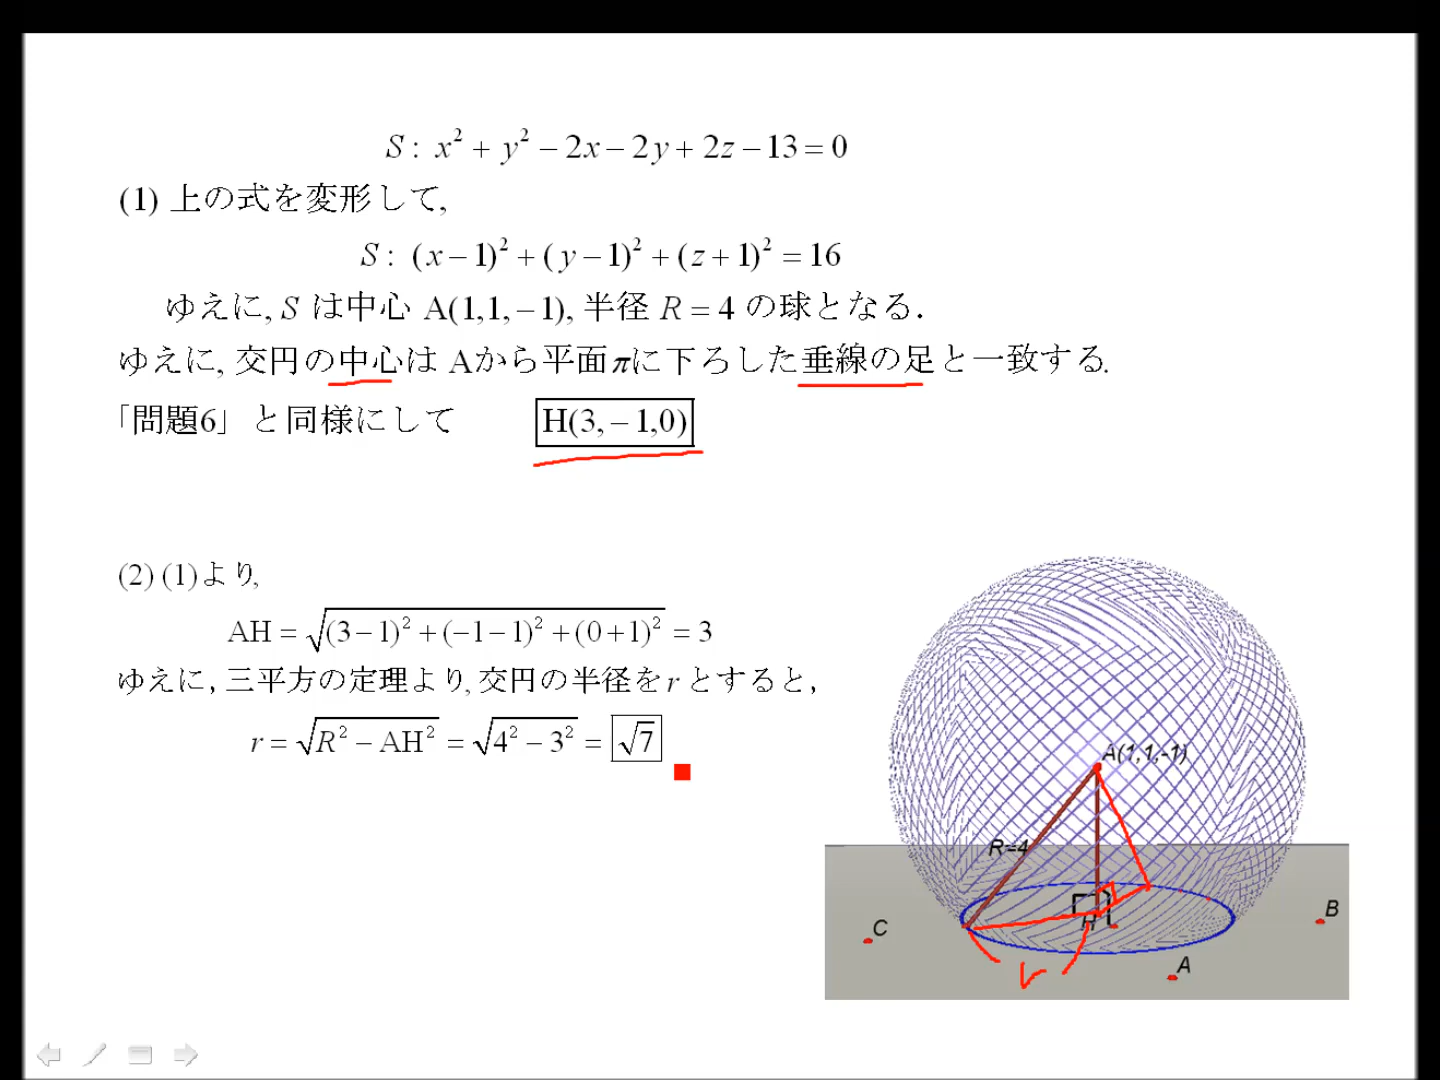 S: x² + y² − 2x − 2y + 2z − 13 = 0
(1) 上の式を変形して,
S: (x − 1)² + (y − 1)² + (z + 1)² = 16
ゆえに, S は中心 A(1,1,−1), 半径 R = 4 の球となる.
ゆえに, 交円の中心は Aから平面πに下ろした垂線の足と一致する.
「問題6」と同様にして H(3,−1,0)
(2) (1)より,
AH = √((3−1)² + (−1−1)² + (0+1)²) = 3
ゆえに, 三平方の定理より, 交円の半径を r とすると,
r = √(R² − AH²) = √(4² − 3²) = √7
A(1,1,-1)
R=4
H
C
B
A
r